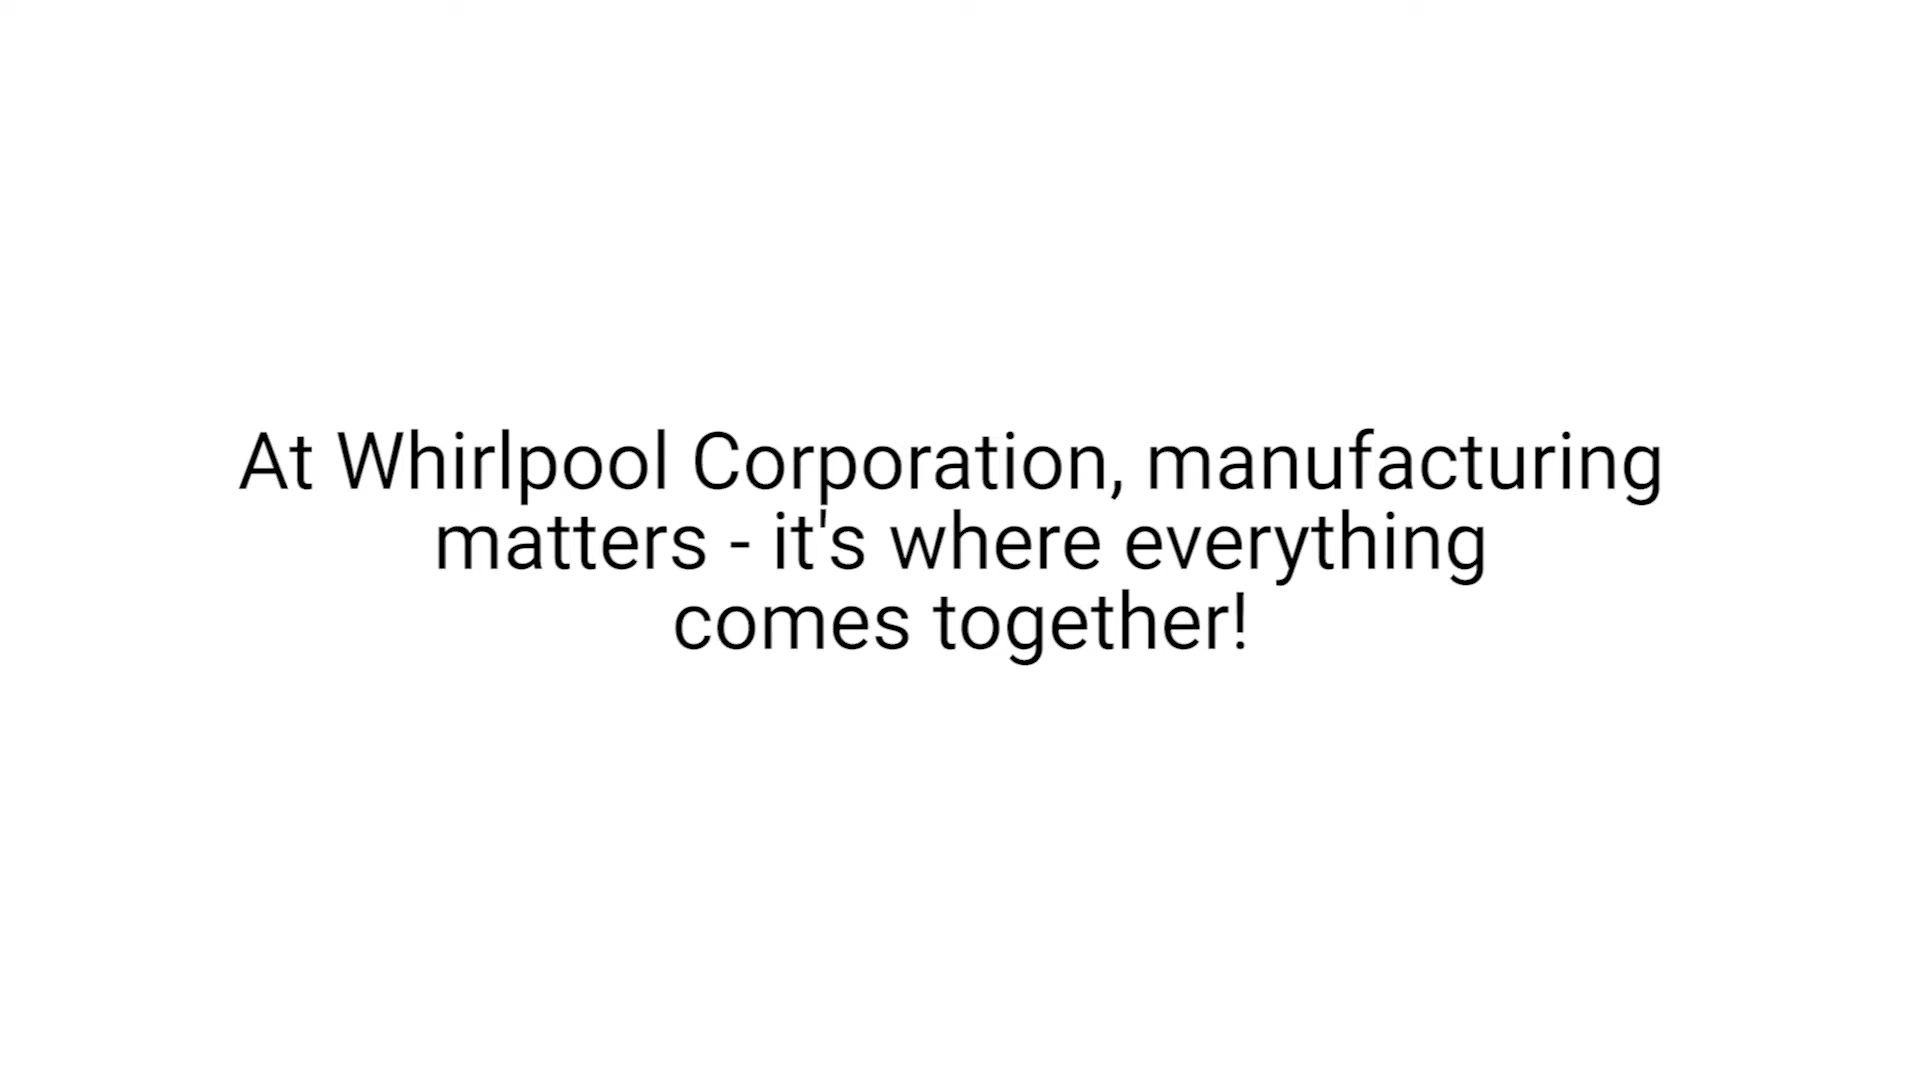 At Whirlpool Corporation, manufacturing
matters - it's where everything
comes together!